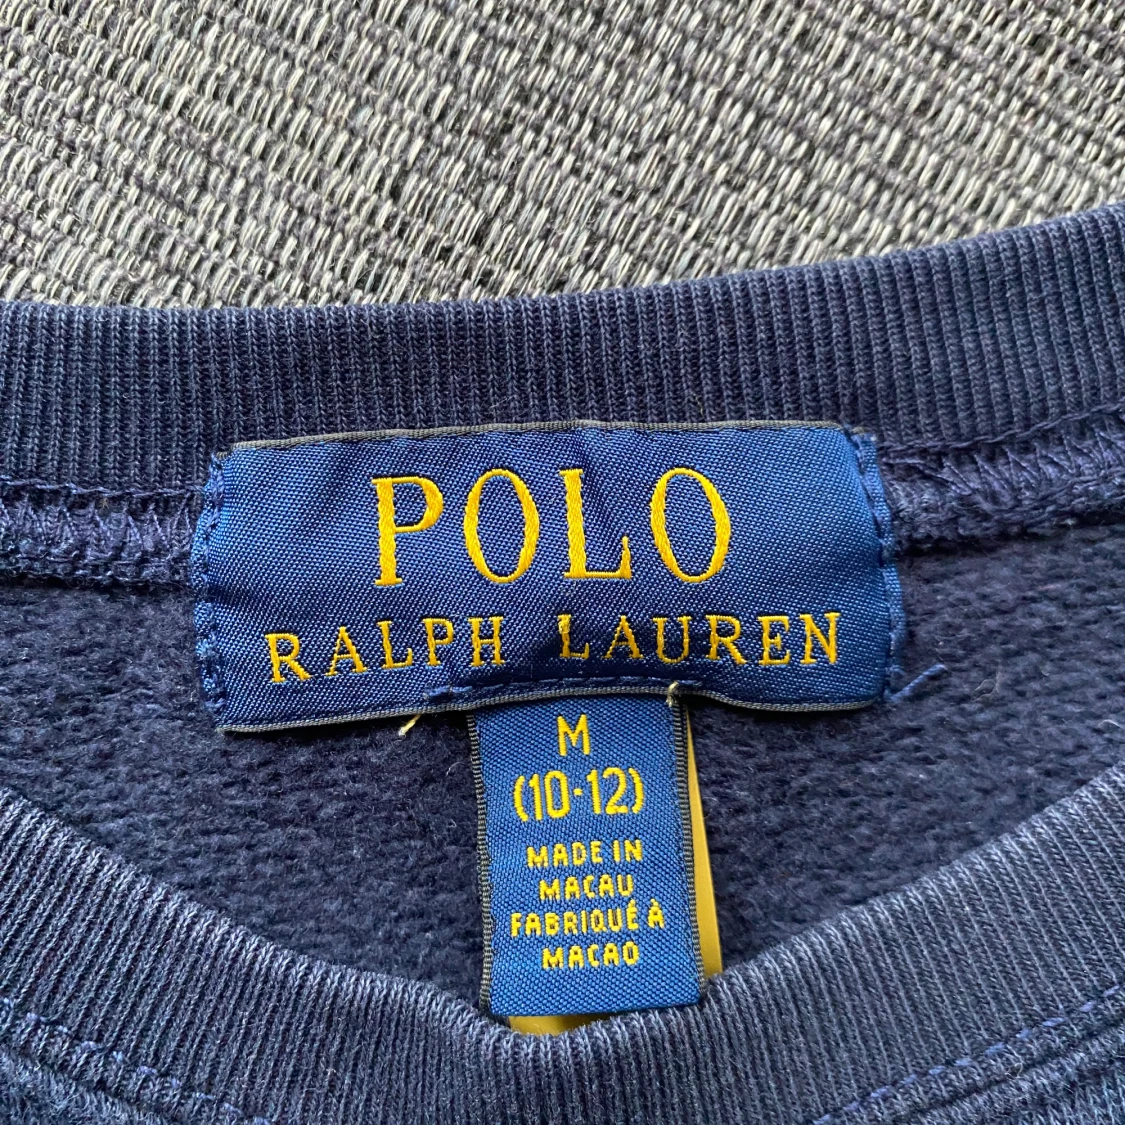 POLO
RALPH LAUREN
M
(10-12)
MADE IN
MACAU
FABRIQUÉ À
MACAO